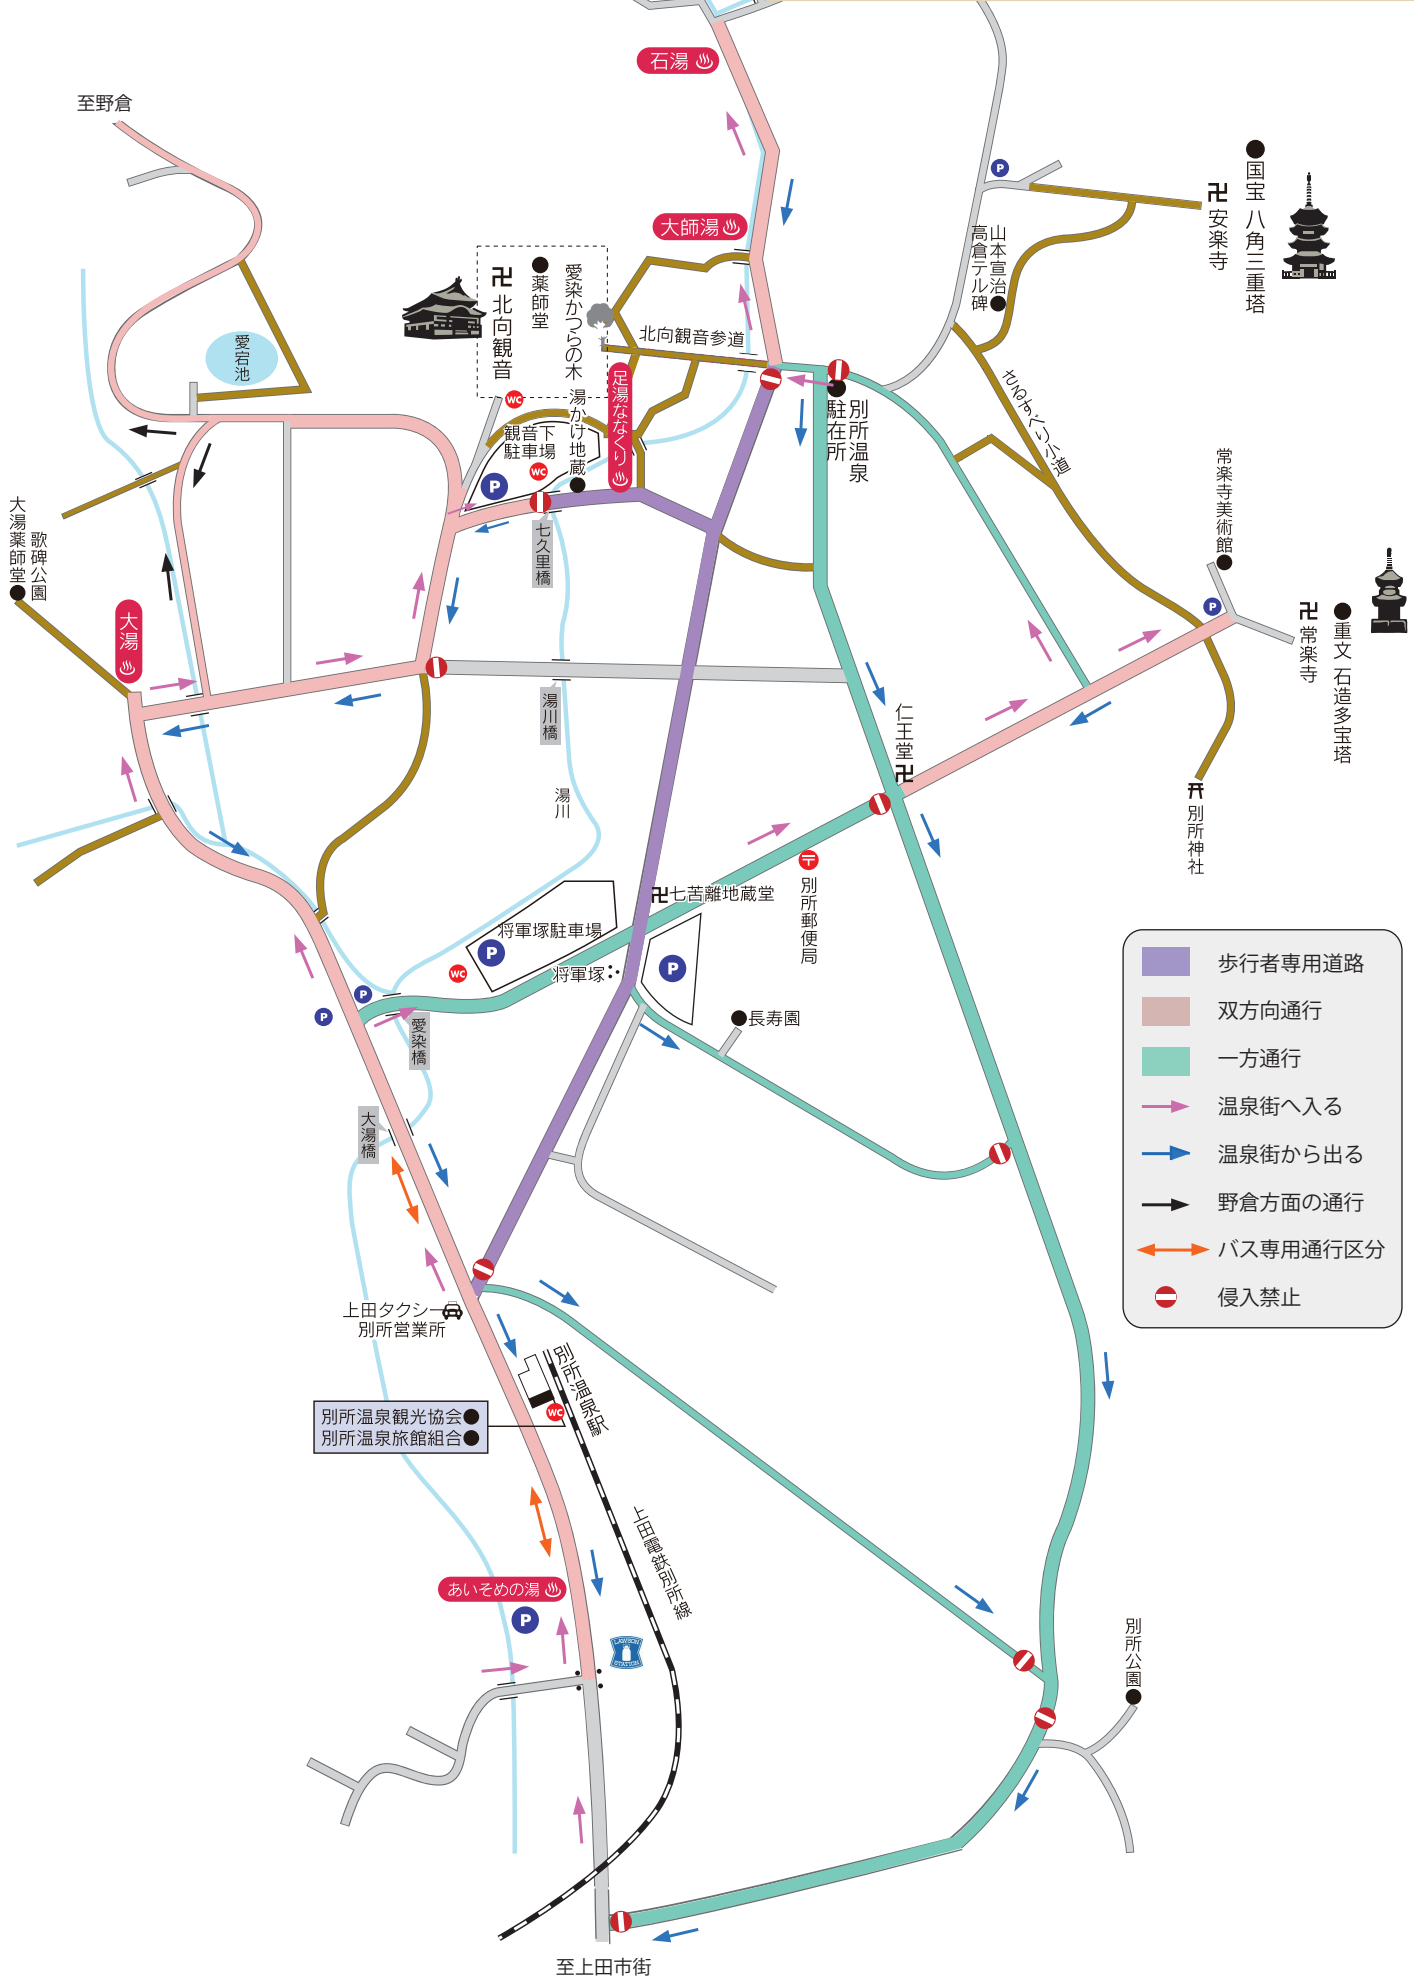 石湯
至野倉
国宝 八角三重塔
安楽寺
大師湯
山本宣治
高倉テル碑
愛染かつらの木
薬師堂
北向観音
北向観音参道
愛宕池
足湯ななくり
湯かけ地蔵
観音下
駐車場
WC
WC
P
P
別所温泉
駐在所
さるすべり小道
常楽寺美術館
P
大湯薬師堂
歌碑公園
七久里橋
大湯
常楽寺
重文 石造多宝塔
湯川橋
仁王堂
湯川
別所神社
七苦離地蔵堂
別所郵便局
将軍塚駐車場
P
WC
将軍塚
P
P
P
長寿園
愛染橋
大湯橋
歩行者専用道路
双方向通行
一方通行
温泉街へ入る
温泉街から出る
野倉方面の通行
バス専用通行区分
侵入禁止
上田タクシー
別所営業所
別所温泉駅
WC
別所温泉観光協会
別所温泉旅館組合
上田電鉄別所線
あいそめの湯
P
LAWSON
STATION
別所公園
至上田市街